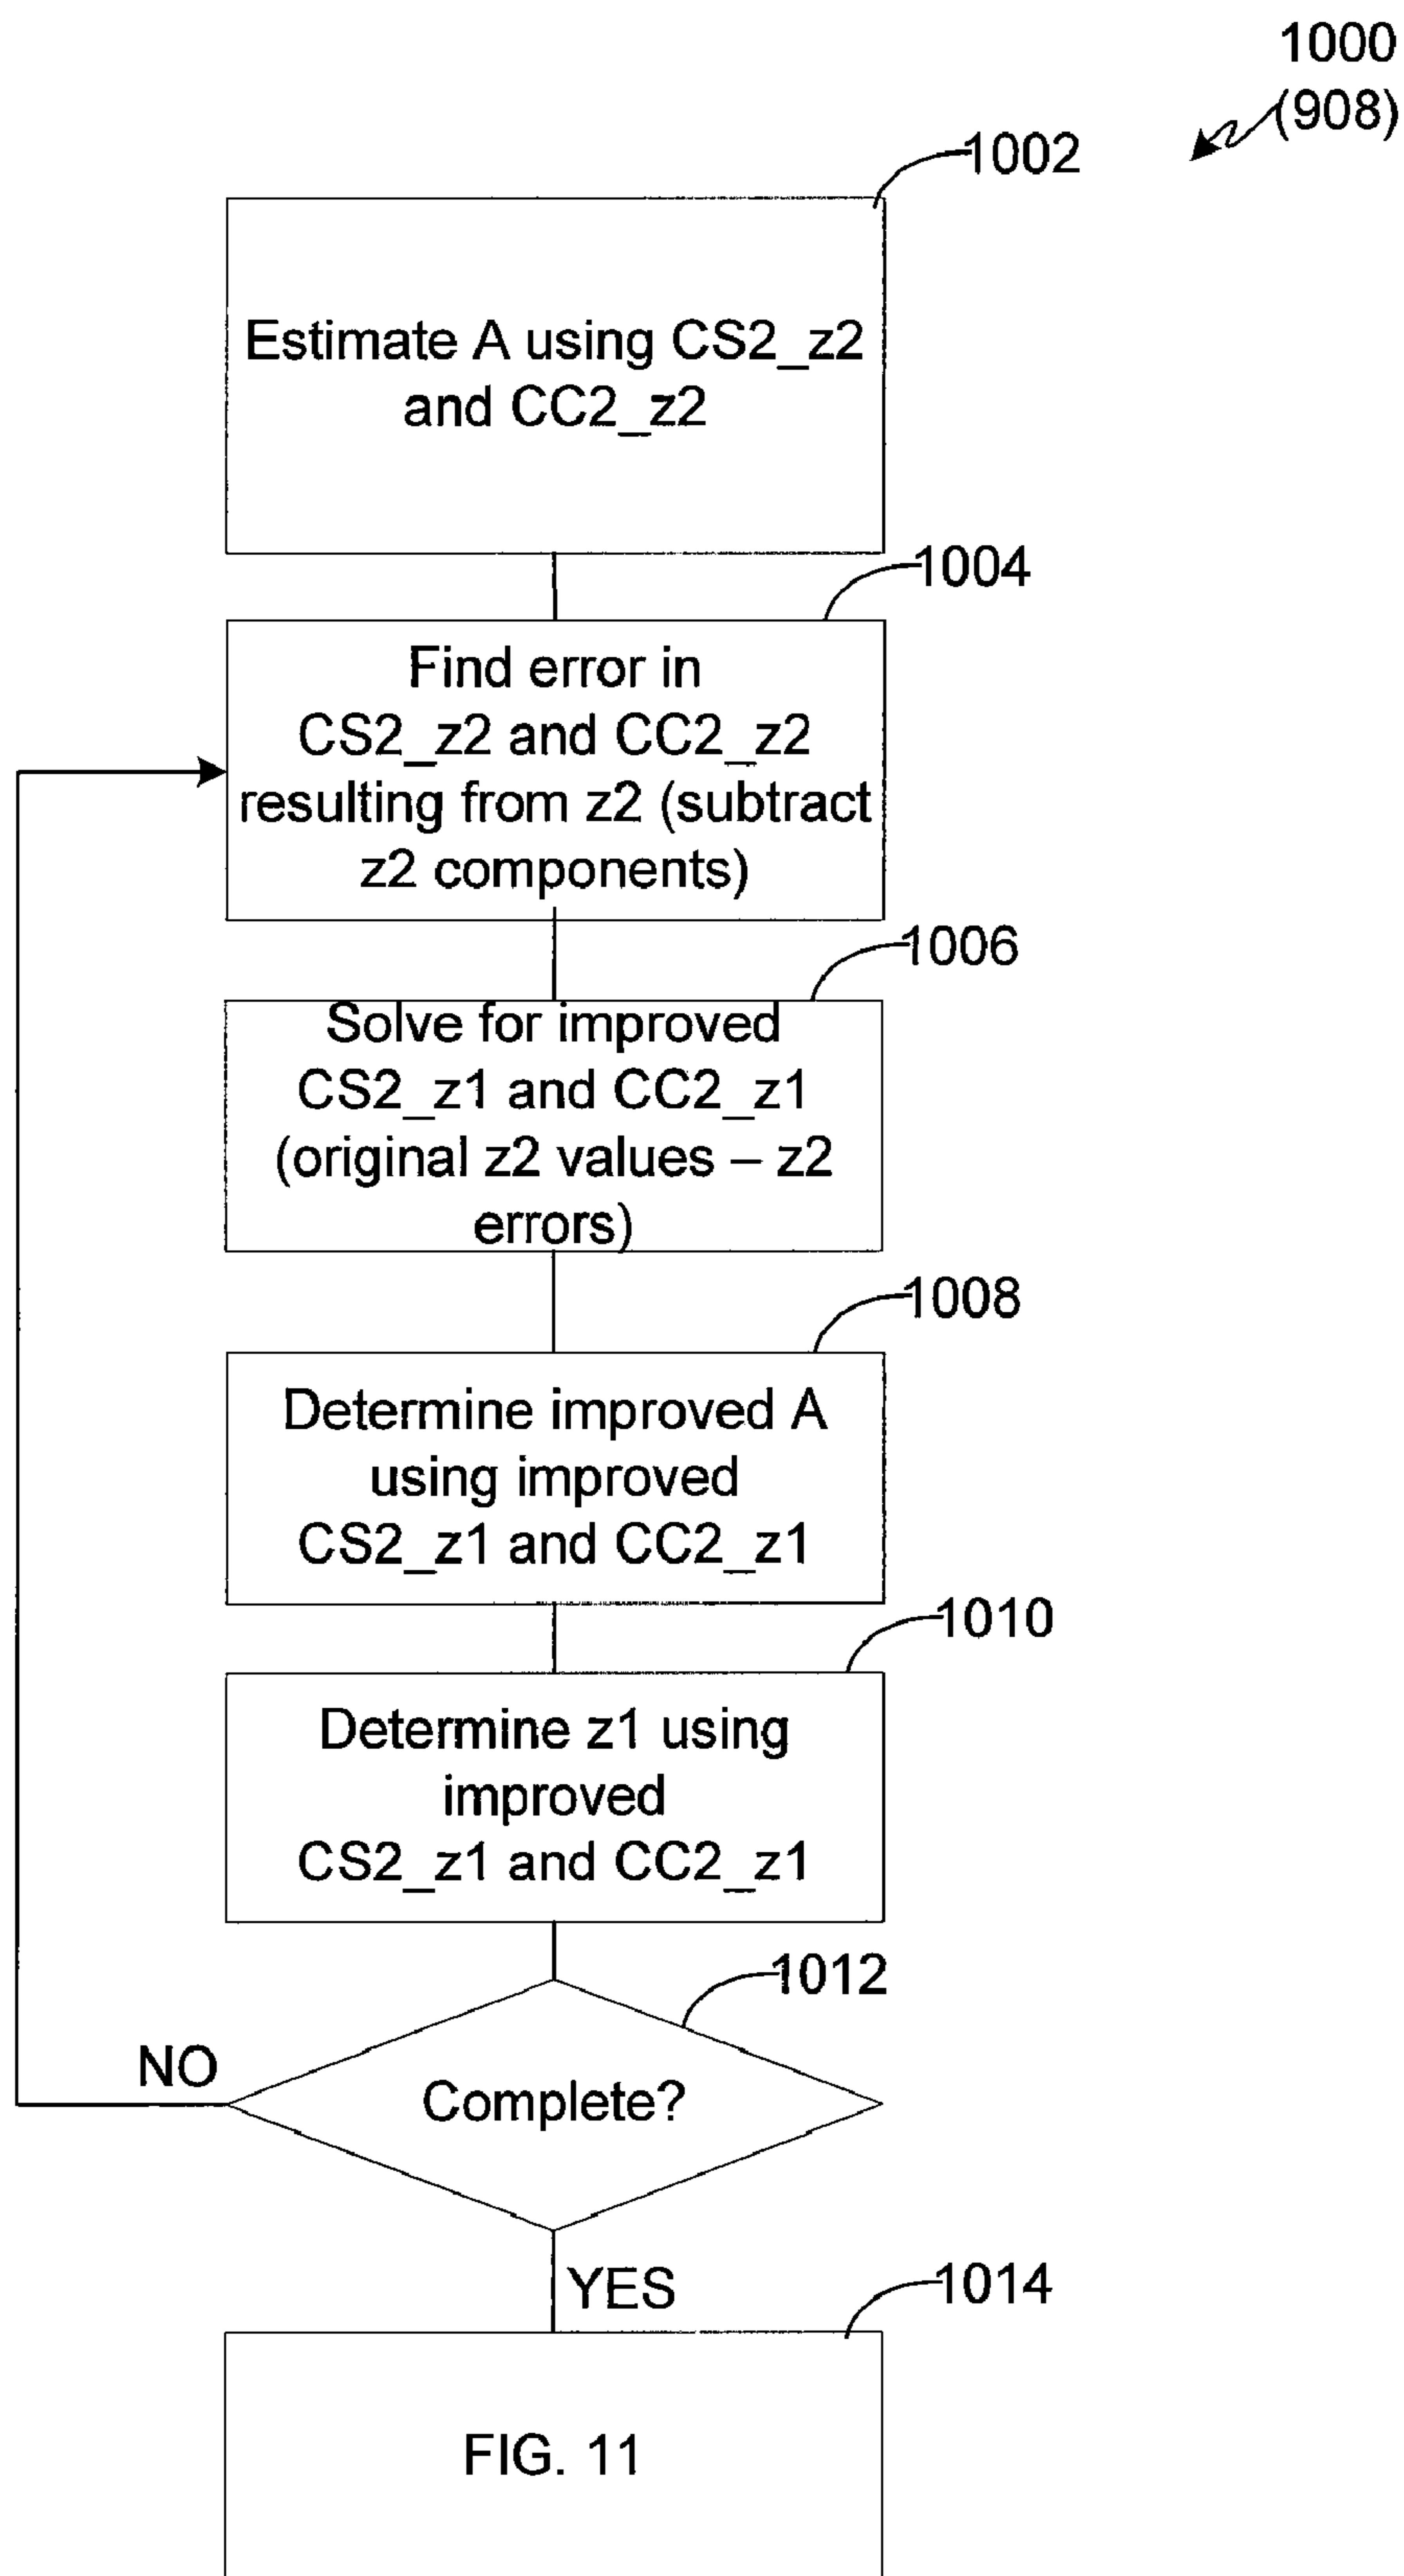 1000
(908)
1002
Estimate A using CS2_z2
and CC2_z2
1004
Find error in
CS2_z2 and CC2_z2
resulting from z2 (subtract
z2 components)
1006
Solve for improved
CS2_z1 and CC2_z1
(original z2 values – z2
errors)
1008
Determine improved A
using improved
CS2_z1 and CC2_z1
1010
Determine z1 using
improved
CS2_z1 and CC2_z1
1012
NO
Complete?
YES
1014
FIG. 11